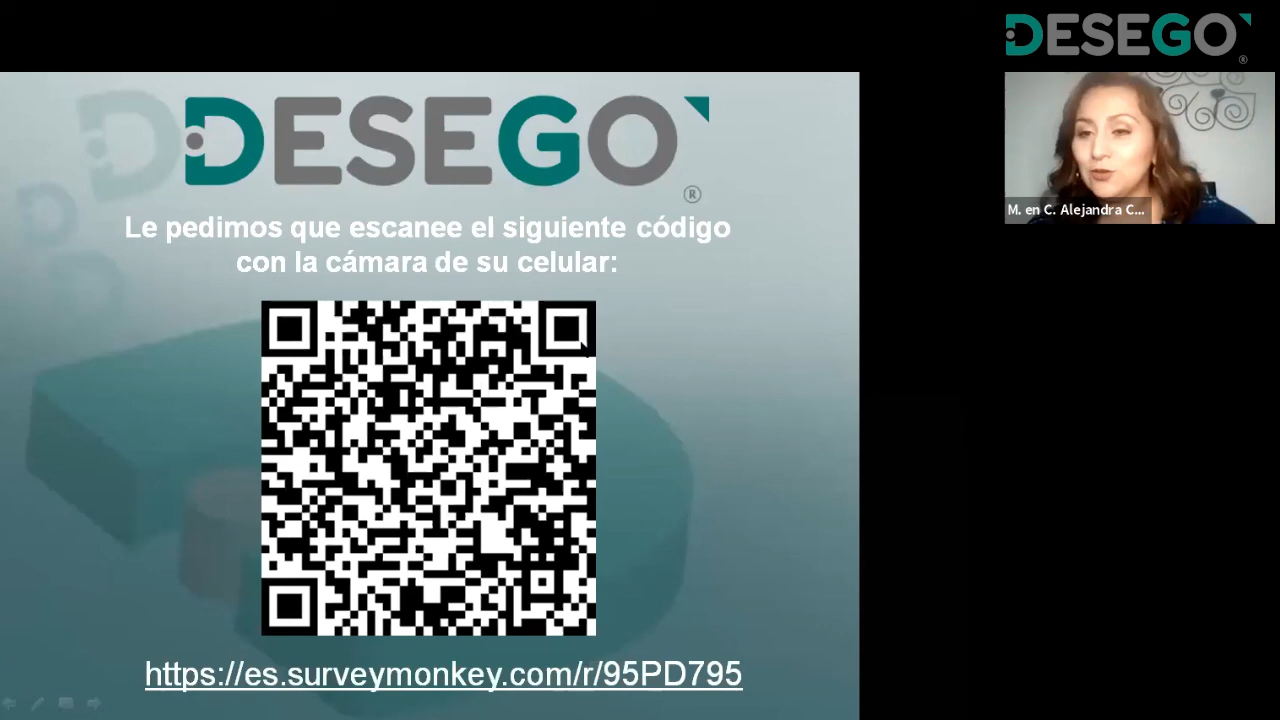 DESEGO
®
DESEGO
®
Le pedimos que escanee el siguiente código
con la cámara de su celular:
https://es.surveymonkey.com/r/95PD795
M. en C. Alejandra C...